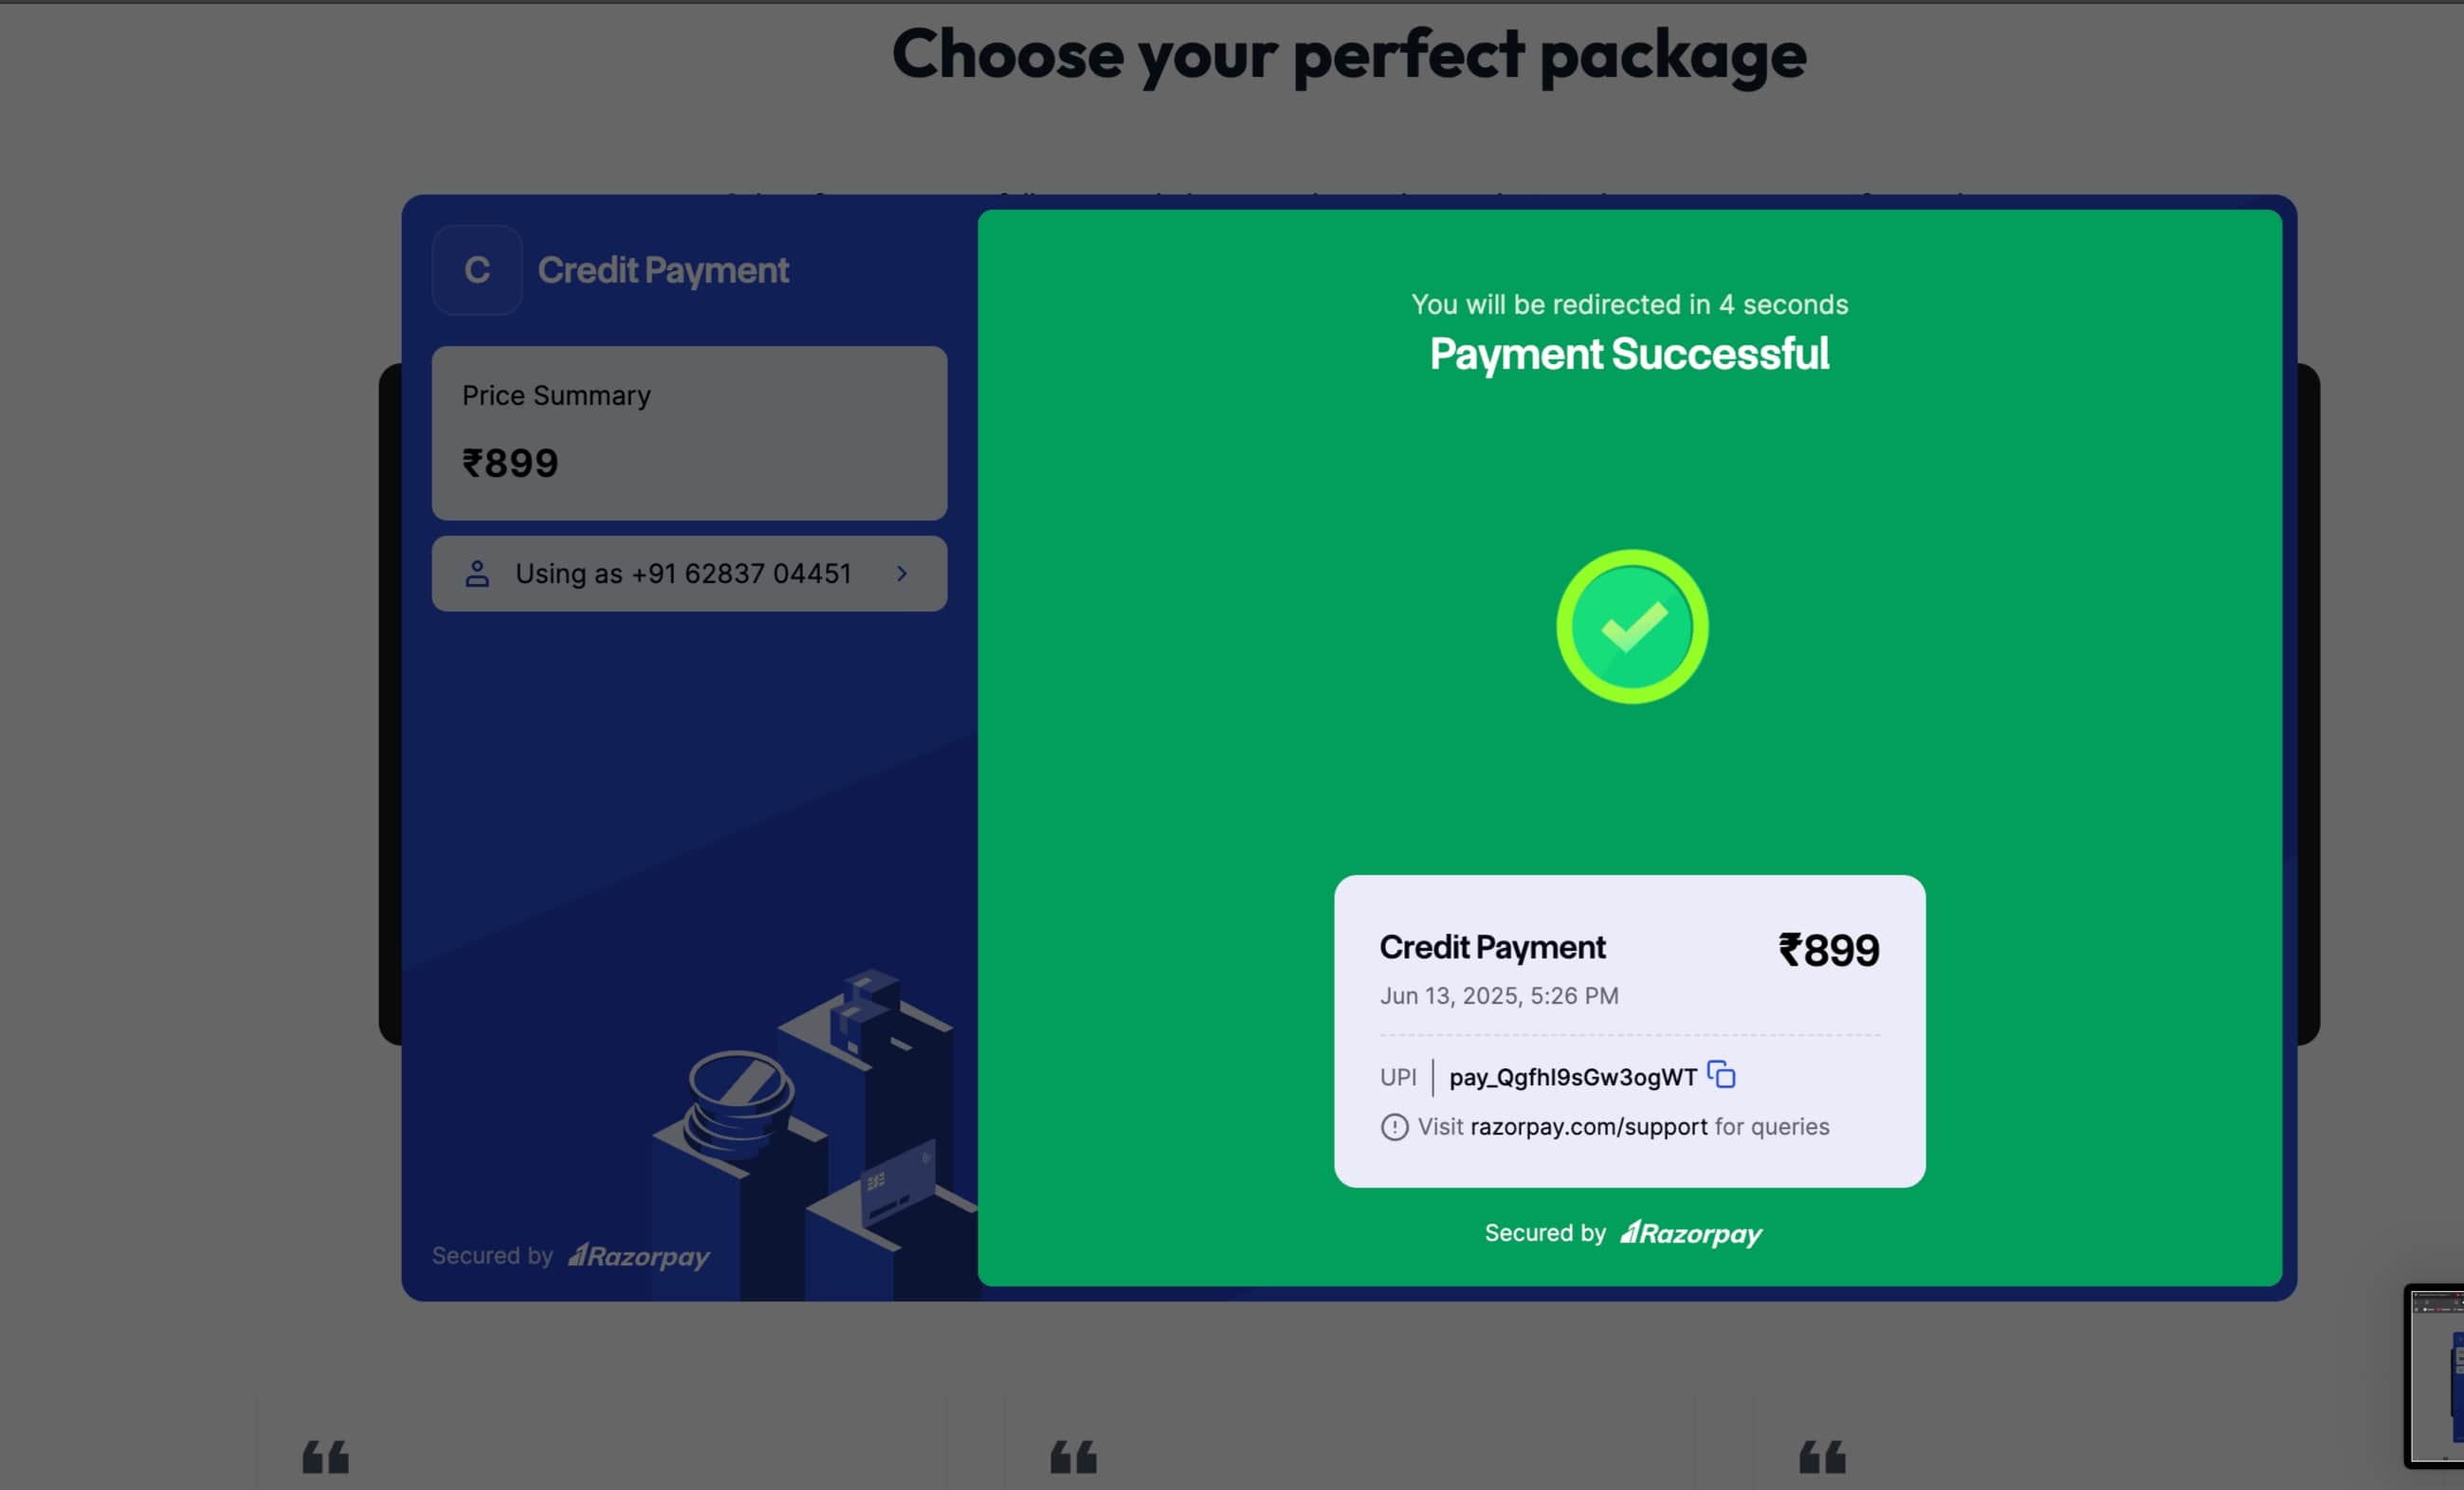 Choose your perfect package
C
Credit Payment
Price Summary
₹899
Using as +91 62837 04451
Secured by Razorpay
You will be redirected in 4 seconds
Payment Successful
Credit Payment
₹899
Jun 13, 2025, 5:26 PM
UPI | pay_QgfhI9sGw3ogWT
Visit razorpay.com/support for queries
Secured by Razorpay
❝ ❝ ❝